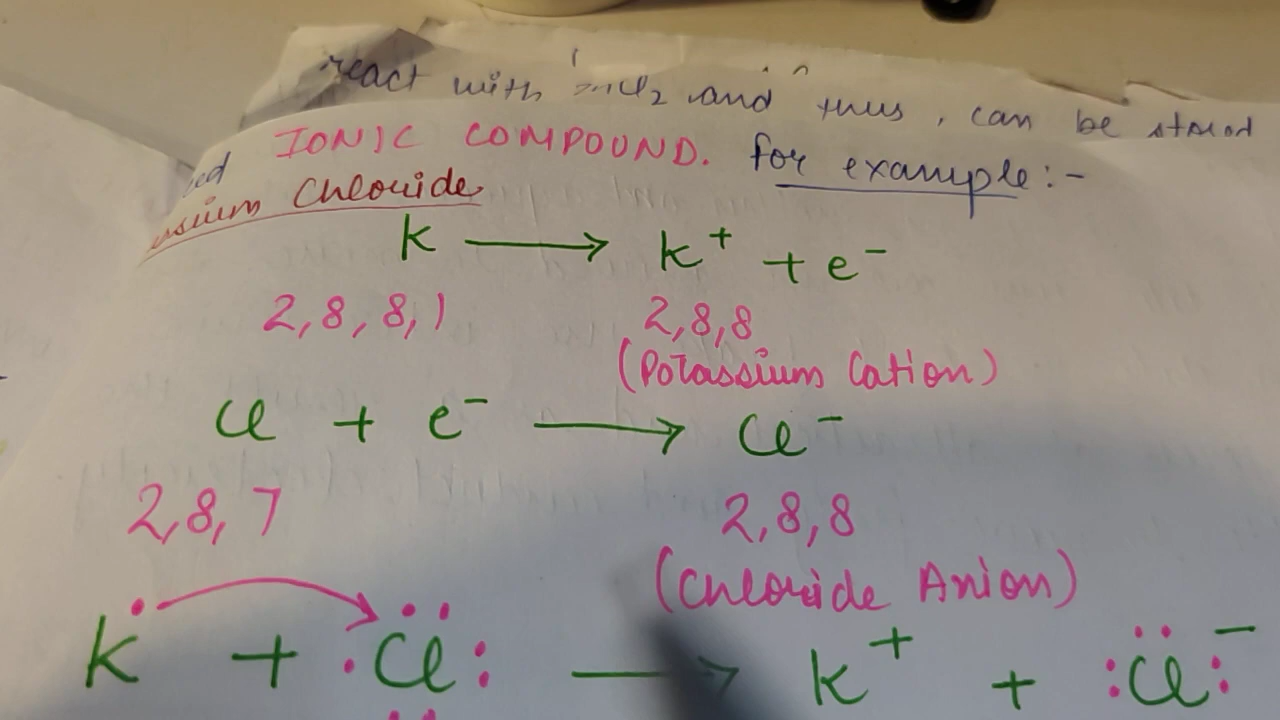 react with ZnCl₂ and thus, can be stored
IONIC COMPOUND. for example:-
Chloride
K ⟶ K⁺ + e⁻
2,8,8,1 2,8,8
(Potassium Cation)
Cl + e⁻ ⟶ Cl⁻
2,8,7 2,8,8
(Chloride Anion)
K + Cl ⟶ K⁺ + Cl⁻